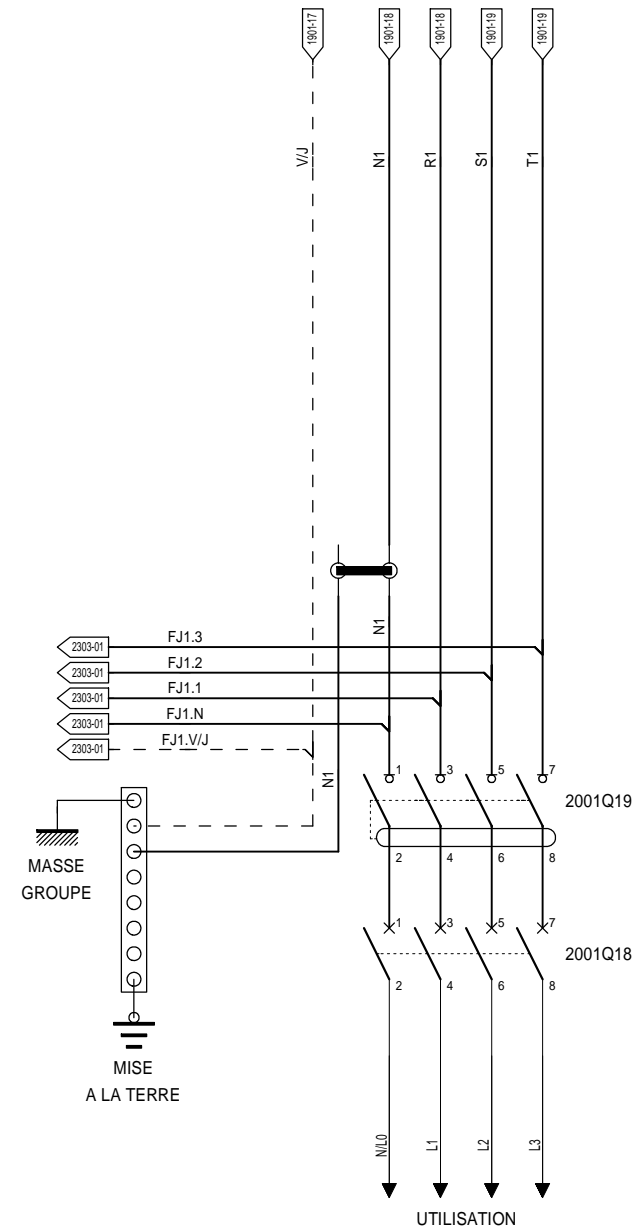 1901-17
1901-18
1901-18
1901-19
1901-19
V/J
N1
R1
S1
T1
N1
2303-01
FJ1.3
2303-01
FJ1.2
2303-01
FJ1.1
2303-01
FJ1.N
2303-01
FJ1.V/J
N1
1
3
5
7
2001Q19
2
4
6
8
MASSE
GROUPE
1
3
5
7
2001Q18
2
4
6
8
MISE
A LA TERRE
N/L0
L1
L2
L3
UTILISATION